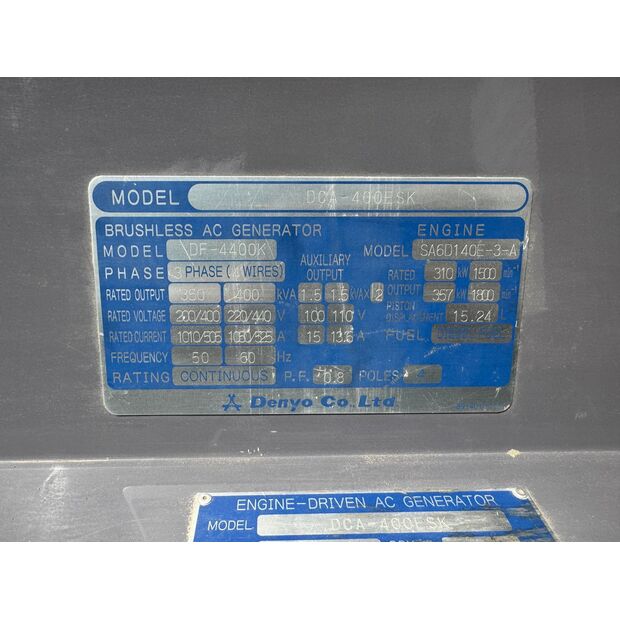 MODEL DCA-400ESK
BRUSHLESS AC GENERATOR ENGINE
MODEL DF-4400K AUXILIARY OUTPUT MODEL SA6D140E-3-A
PHASE 3 PHASE (4 WIRES) RATED OUTPUT 310 kW 1500 min⁻¹
RATED OUTPUT 360 400 kVA 1.5 1.5 kVAX 2 357 kW 1800 min⁻¹
RATED VOLTAGE 200/400 220/440 V 100 110 V PISTON DISPLACEMENT 15.24 L
RATED CURRENT 1010/505 1050/525 A 15 13.6 A FUEL
FREQUENCY 50 60 Hz
RATING CONTINUOUS P.F. 0.8 POLES 4
Denyo Co., Ltd
ENGINE-DRIVEN AC GENERATOR
MODEL DCA-400ESK